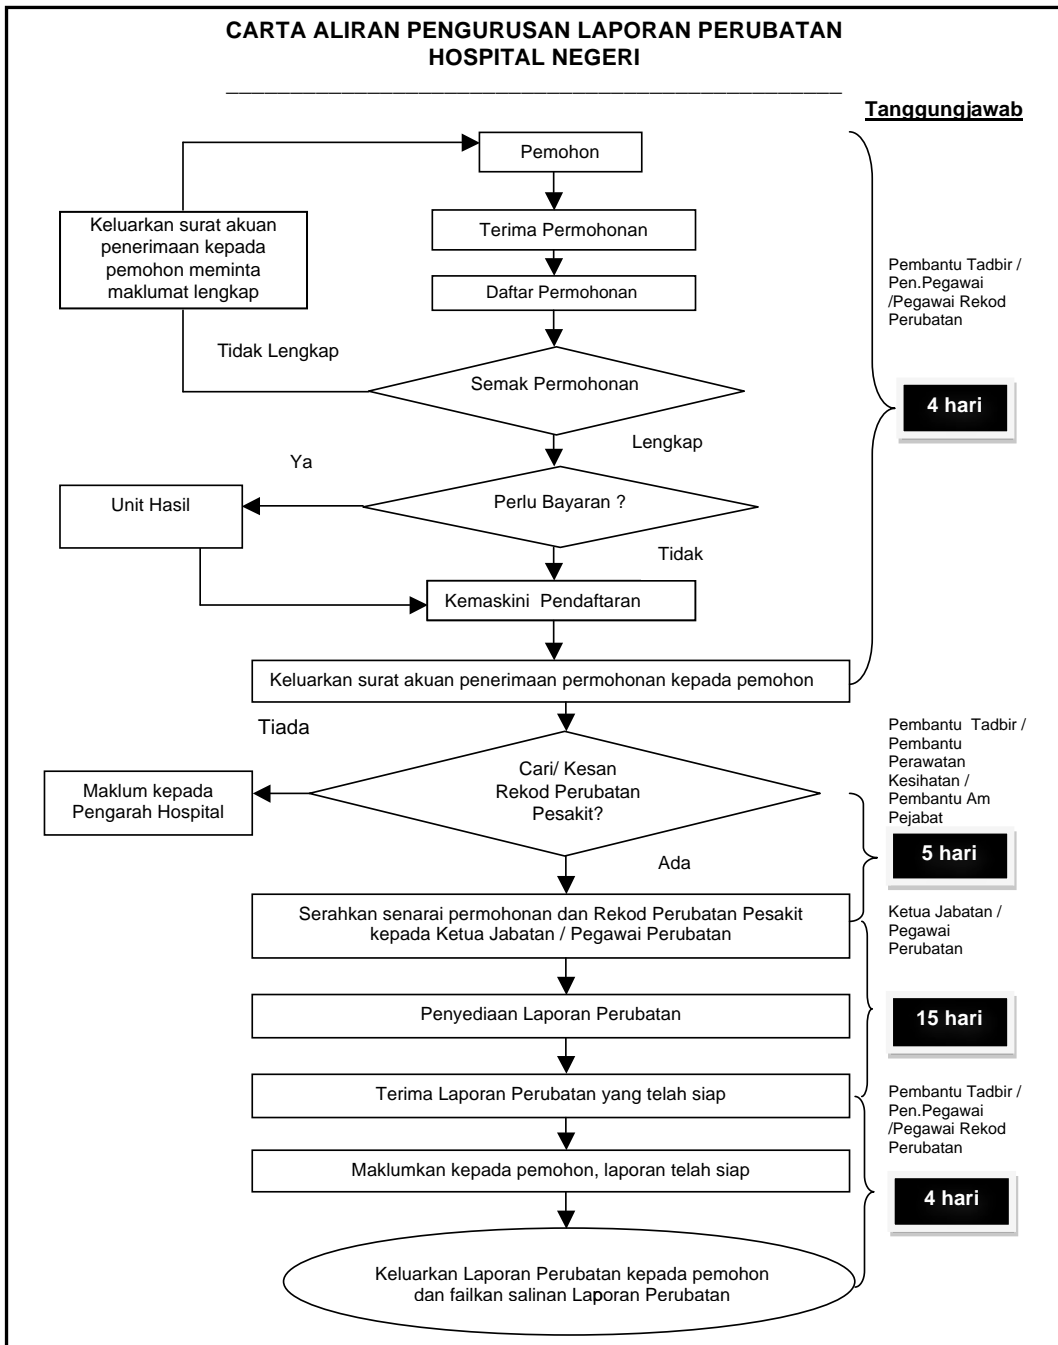 CARTA ALIRAN PENGURUSAN LAPORAN PERUBATAN
HOSPITAL NEGERI
Tanggungjawab
Pemohon
Keluarkan surat akuan
penerimaan kepada
pemohon meminta
maklumat lengkap
Terima Permohonan
Daftar Permohonan
Pembantu Tadbir /
Pen.Pegawai
/Pegawai Rekod
Perubatan
Tidak Lengkap
Semak Permohonan
4 hari
Lengkap
Ya
Unit Hasil
Perlu Bayaran ?
Tidak
Kemaskini Pendaftaran
Keluarkan surat akuan penerimaan permohonan kepada pemohon
Tiada
Pembantu Tadbir /
Pembantu
Perawatan
Kesihatan /
Pembantu Am
Pejabat
Cari/ Kesan
Rekod Perubatan
Pesakit?
Maklum kepada
Pengarah Hospital
5 hari
Ada
Serahkan senarai permohonan dan Rekod Perubatan Pesakit
kepada Ketua Jabatan / Pegawai Perubatan
Ketua Jabatan /
Pegawai
Perubatan
Penyediaan Laporan Perubatan
15 hari
Terima Laporan Perubatan yang telah siap
Pembantu Tadbir /
Pen.Pegawai
/Pegawai Rekod
Perubatan
Maklumkan kepada pemohon, laporan telah siap
4 hari
Keluarkan Laporan Perubatan kepada pemohon
dan failkan salinan Laporan Perubatan